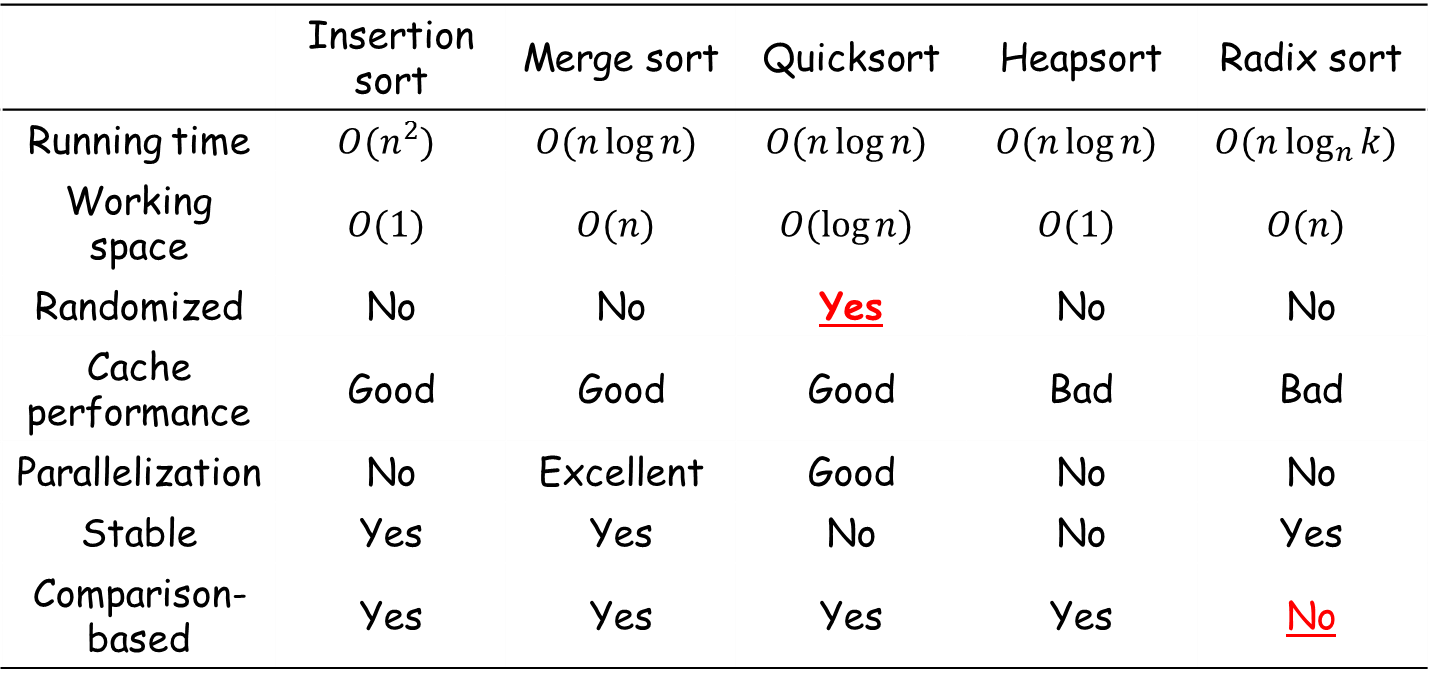 Insertion sort Merge sort Quicksort Heapsort Radix sort
Running time O(n²) O(n log n) O(n log n) O(n log n) O(n logₙ k)
Working space O(1) O(n) O(log n) O(1) O(n)
Randomized No No Yes No No
Cache performance Good Good Good Bad Bad
Parallelization No Excellent Good No No
Stable Yes Yes No No Yes
Comparison-based Yes Yes Yes Yes No